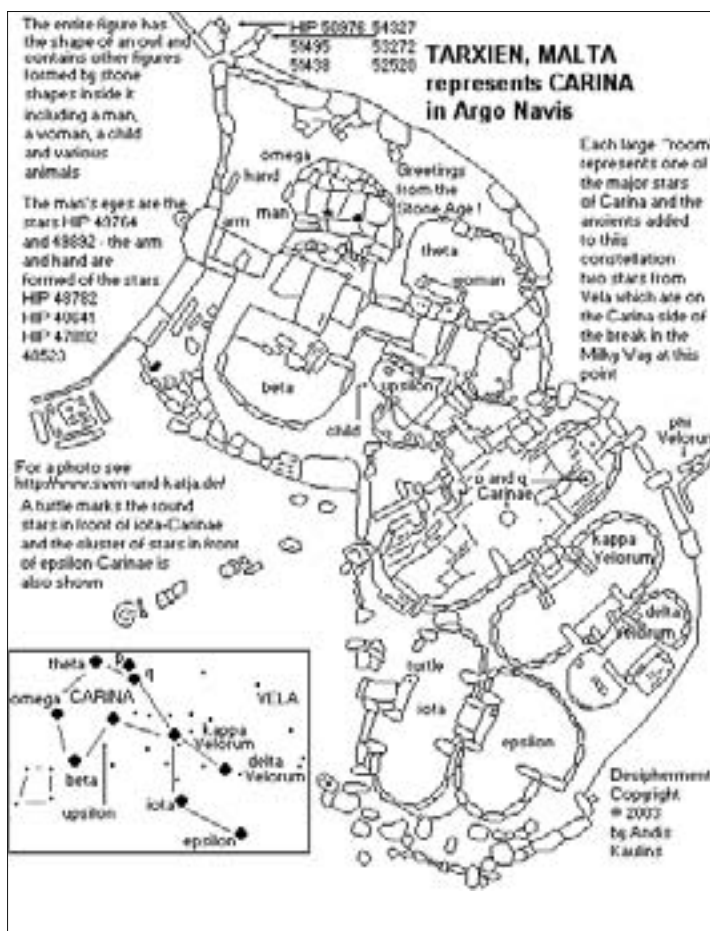 The entire figure has
the shape of an owl and
contains other figures
formed by stone
shapes inside it
including a man,
a woman, a child
and various
animals
HIP 50976 54327
51495 53272
51438 52520
TARXIEN, MALTA
represents CARINA
in Argo Navis
Each large "room
represents one of
the major stars
of Carina and the
ancients added
to this
constellation
two stars from
Vela which are on
the Carina side of
the break in the
Milky Way at this
point
The man's eyes are the
stars HIP 49764
and 48892 - the arm
and hand are
formed of the stars
HIP 48782
HIP
HIP 47892
48523
omega
hand
man
arm
Greetings
from the
Stone Age !
theta
woman
beta
upsilon
child
phi
Velorum
p and q
Carinae
kappa
Velorum
delta
Velorum
For a photo see
http://www.sven-und-katja.de/
A turtle marks the round
stars in front of iota-Carinae
and the cluster of stars in front
of epsilon Carinae is
also shown
turtle
iota
epsilon
egg
theta
p
q
VELA
omega
CARINA
kappa
Velorum
delta
Velorum
beta
upsilon
iota
epsilon
Decipherment
Copyright
© 2003
by Andis
Kaulins